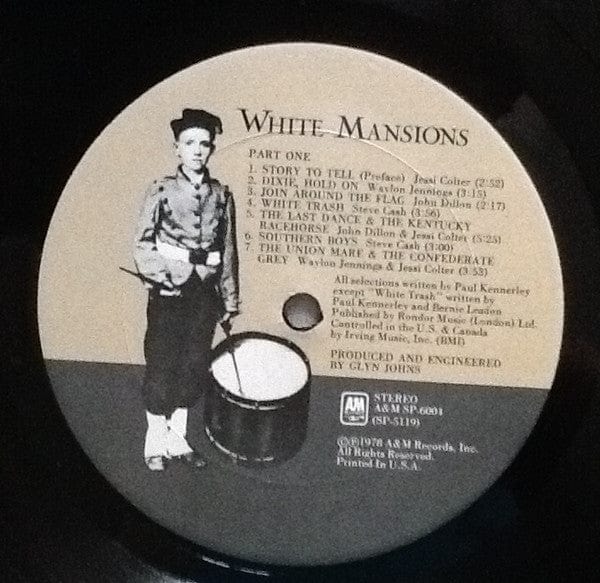 WHITE MANSIONS
PART ONE
1. STORY TO TELL (Preface) Jessi Colter (2:52)
2. DIXIE, HOLD ON Waylon Jennings (3:15)
3. JOIN AROUND THE FLAG John Dillon (2:17)
4. WHITE TRASH Steve Cash (3:56)
5. THE LAST DANCE & THE KENTUCKY
RACEHORSE John Dillon & Jessi Colter (5:25)
6. SOUTHERN BOYS Steve Cash (3:00)
7. THE UNION MARE & THE CONFEDERATE
GREY Waylon Jennings & Jessi Colter (3:53)
All selections written by Paul Kennerley
except "White Trash" written by
Paul Kennerley and Bernie Leadon
Published by Rondor Music (London) Ltd.
Controlled in the U.S. & Canada
by Irving Music, Inc. (BMI)
PRODUCED AND ENGINEERED
BY GLYN JOHNS
A&M
STEREO
A&M SP-6004
(SP-5119)
©℗1978 A&M Records, Inc.
All Rights Reserved.
Printed in U.S.A.